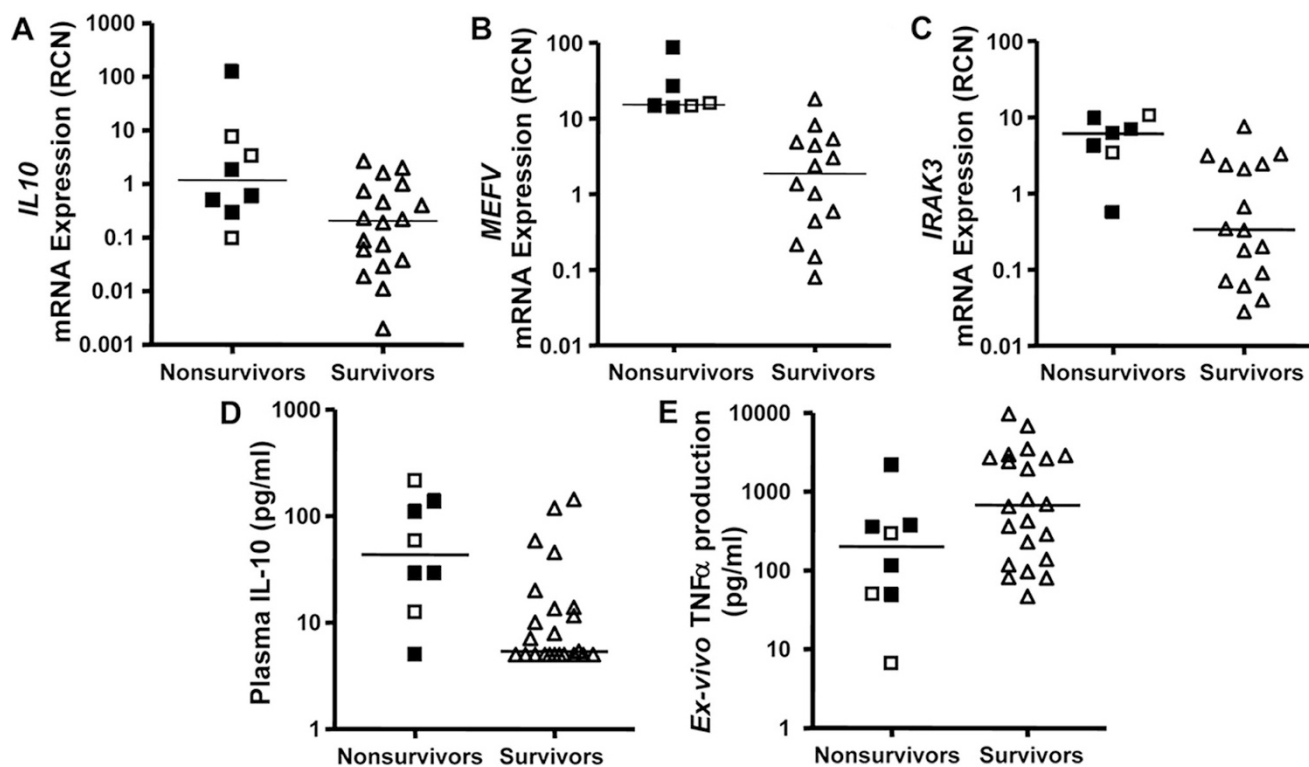 A
IL10
mRNA Expression (RCN)
1000
100
10
1
0.1
0.01
0.001
Nonsurvivors Survivors
B
MEFV
mRNA Expression (RCN)
100
10
1
0.1
0.01
Nonsurvivors Survivors
C
IRAK3
mRNA Expression (RCN)
100
10
1
0.1
0.01
Nonsurvivors Survivors
D
Plasma IL-10 (pg/ml)
1000
100
10
1
Nonsurvivors Survivors
E
Ex-vivo TNFα production
(pg/ml)
10000
1000
100
10
1
Nonsurvivors Survivors